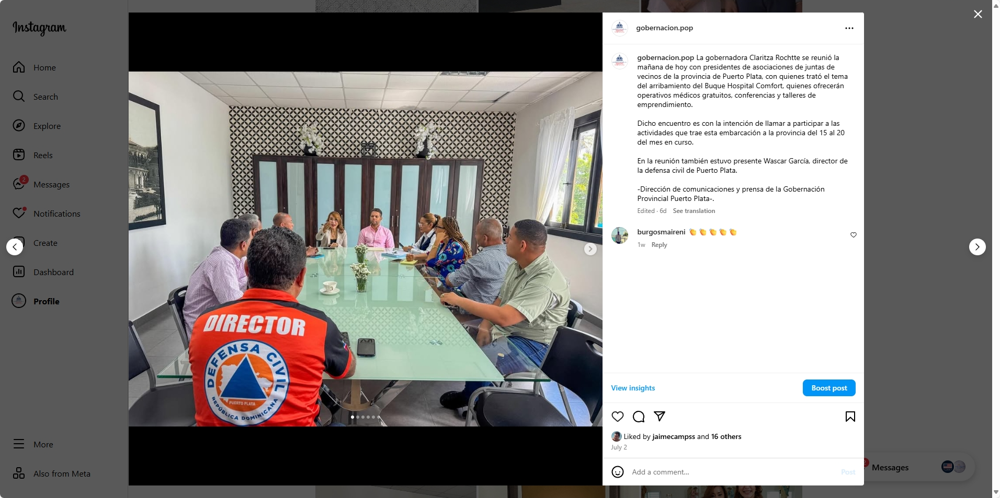 Instagram
Home
Search
Explore
Reels
2
Messages
Notifications
Create
Dashboard
Profile
More
Also from Meta
DIRECTOR
DEFENSA CIVIL
PUERTO PLATA
REPÚBLICA DOMINICANA
gobernacion.pop
gobernacion.pop La gobernadora Claritza Rochtte se reunió la
mañana de hoy con presidentes de asociaciones de juntas de
vecinos de la provincia de Puerto Plata, con quienes trató el tema
del arribamiento del Buque Hospital Comfort, quienes ofrecerán
operativos médicos gratuitos, conferencias y talleres de
emprendimiento.
Dicho encuentro es con la intención de llamar a participar a las
actividades que trae esta embarcación a la provincia del 15 al 20
del mes en curso.
En la reunión también estuvo presente Wascar García, director de
la defensa civil de Puerto Plata.
-Dirección de comunicaciones y prensa de la Gobernación
Provincial Puerto Plata-.
Edited · 6d See translation
burgosmaireni 👏👏👏👏👏
1w Reply
View insights
Boost post
Liked by jaimecampss and 16 others
July 2
Add a comment...
Post
Messages